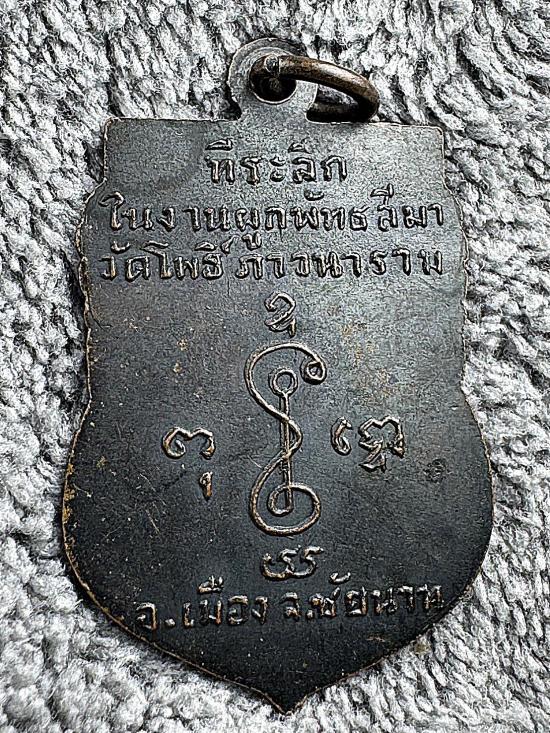 ที่ระลึก
ในงานผูกพัทธสีมา
วัดโพธิ์ภาวนาราม
อ.เมือง จ.ชัยนาท